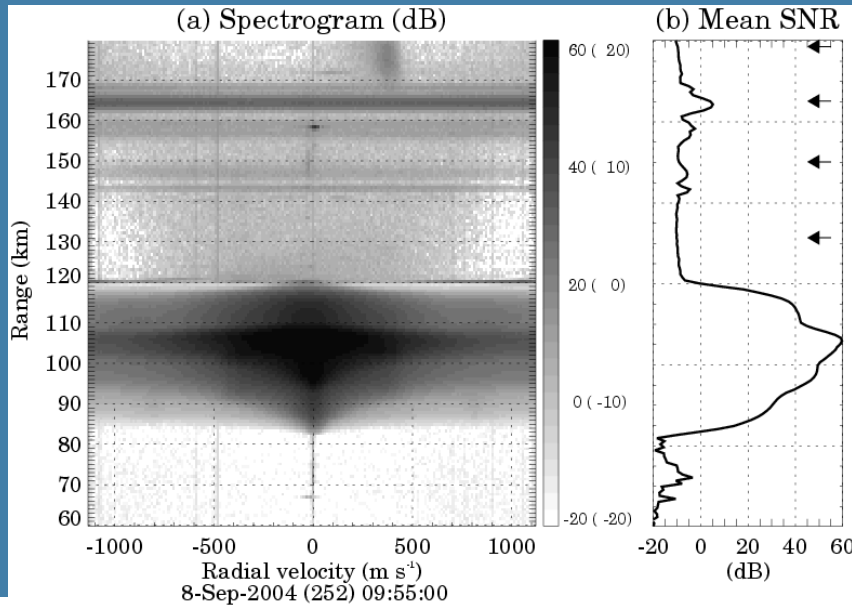 (a) Spectrogram (dB)
(b) Mean SNR
Range (km)
170
160
150
140
130
120
110
100
90
80
70
60
-1000 -500 0 500 1000
Radial velocity (m s⁻¹)
8-Sep-2004 (252) 09:55:00
60 ( 20)
40 ( 10)
20 ( 0)
0 ( -10)
-20 ( -20)
-20 0 20 40 60
(dB)